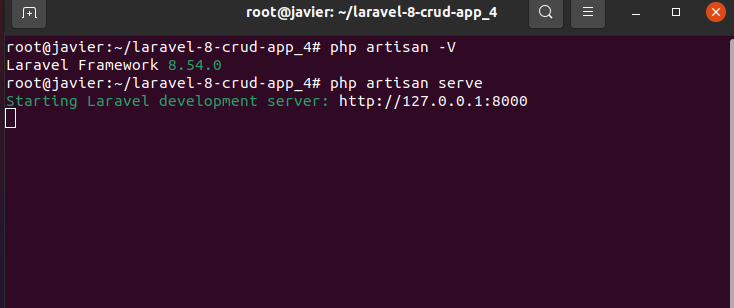 root@javier: ~/laravel-8-crud-app_4
root@javier:~/laravel-8-crud-app_4# php artisan -V
Laravel Framework 8.54.0
root@javier:~/laravel-8-crud-app_4# php artisan serve
Starting Laravel development server: http://127.0.0.1:8000